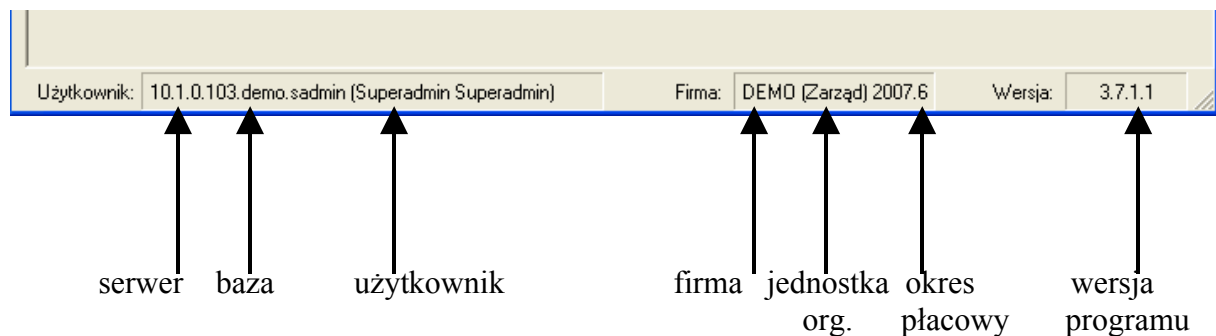 Użytkownik: 10.1.0.103.demo.sadmin (Superadmin Superadmin) Firma: DEMO (Zarząd) 2007.6 Wersja: 3.7.1.1
serwer baza użytkownik firma jednostka okres wersja
org. płacowy programu